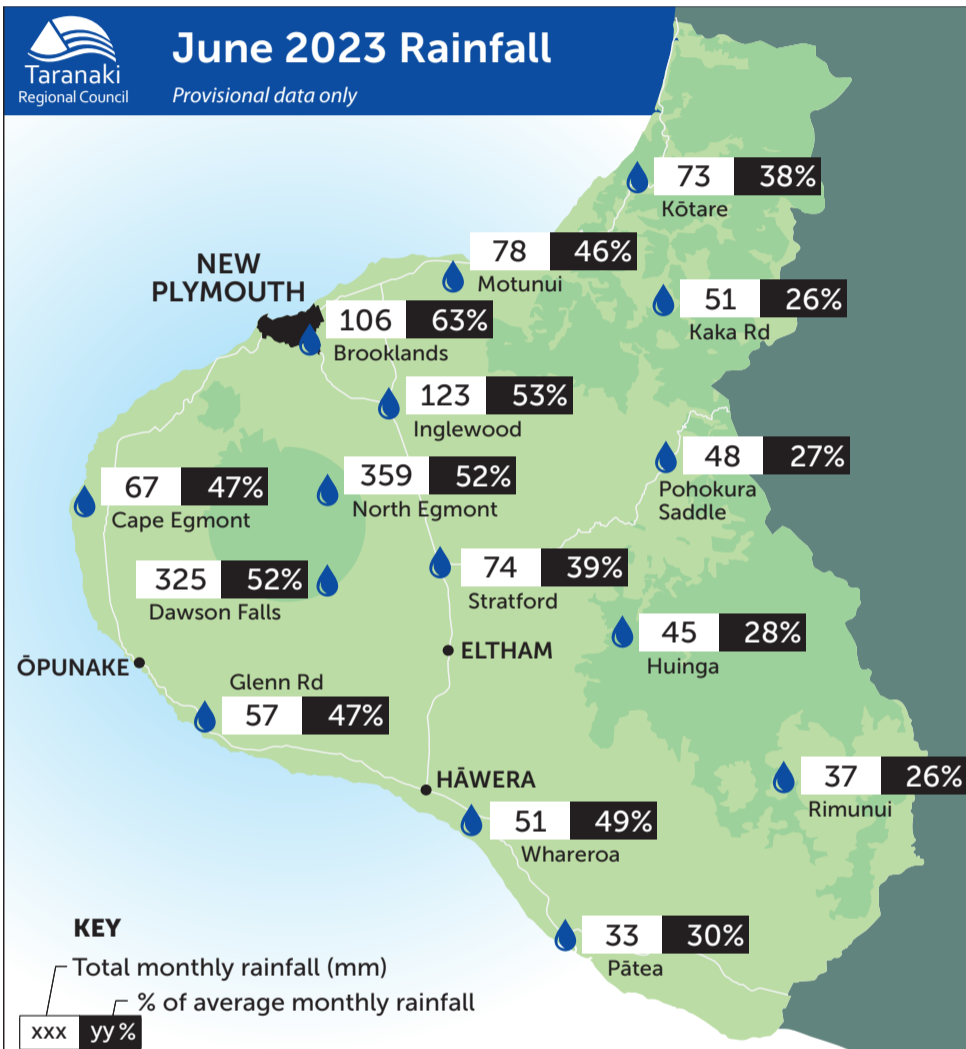 Taranaki
Regional Council
June 2023 Rainfall
Provisional data only
73 38%
Kōtare
78 46%
Motunui
NEW
PLYMOUTH
51 26%
Kaka Rd
106 63%
Brooklands
123 53%
Inglewood
48 27%
Pohokura
Saddle
67 47%
Cape Egmont
359 52%
North Egmont
325 52%
Dawson Falls
74 39%
Stratford
45 28%
Huinga
ELTHAM
ŌPUNAKE
Glenn Rd
57 47%
HĀWERA
37 26%
Rimunui
51 49%
Whareroa
33 30%
Pātea
KEY
Total monthly rainfall (mm)
% of average monthly rainfall
xxx yy %